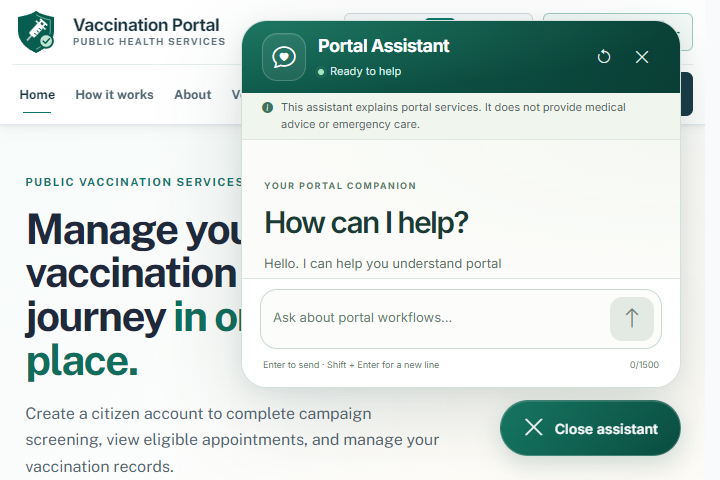 Vaccination Portal
PUBLIC HEALTH SERVICES
Home
How it works
About
PUBLIC VACCINATION SERVICES
Manage
vaccination
journey in
place.
Create a citizen account to complete campaign
screening, view eligible appointments, and manage your
vaccination records.
Portal Assistant
Ready to help
This assistant explains portal services. It does not provide medical
advice or emergency care.
YOUR PORTAL COMPANION
How can I help?
Hello. I can help you understand portal
Ask about portal workflows...
Enter to send · Shift + Enter for a new line
0/1500
Close assistant